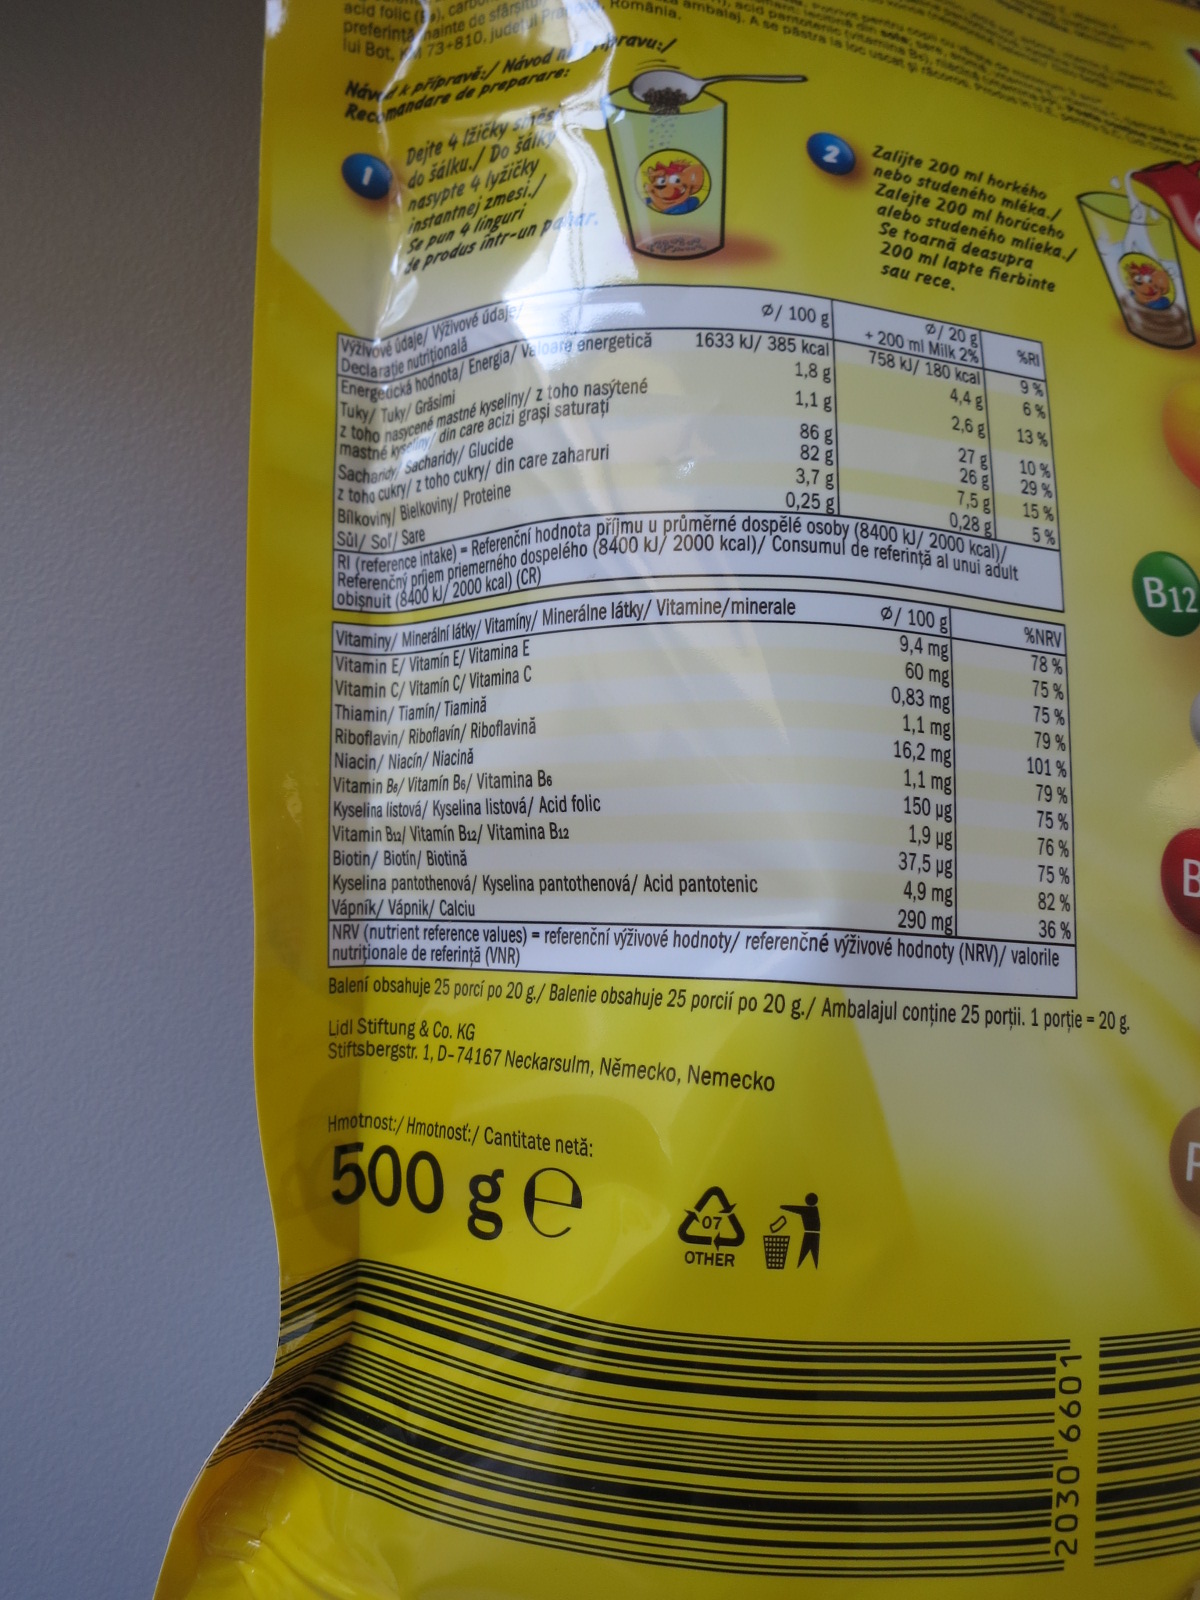 acid folic
preferință înainte de sfârșitul
România.
lui Bot, km 73+810, județul
ambalaj. A se păstra la loc uscat și răcoros.
Návod k přípravě:/ Návod na prípravu:/
Recomandare de preparare:
1
Dejte 4 lžičky směsi
do šálku./ Do šálky
nasypte 4 lyžičky
instantnej zmesi./
Se pun 4 linguri
de produs într-un pahar.
2
Zalijte 200 ml horkého
nebo studeného mléka./
Zalejte 200 ml horúceho
alebo studeného mlieka./
Se toarnă deasupra
200 ml lapte fierbinte
sau rece.
Výživové údaje/ Výživové údaje/
Declarație nutrițională ø/ 100 g ø/ 20 g + 200 ml Milk 2% %RI
Energetická hodnota/ Energia/ Valoare energetică 1633 kJ/ 385 kcal 758 kJ/ 180 kcal 9 %
Tuky/ Tuky/ Grăsimi 1,8 g 4,4 g 6 %
z toho nasycené mastné kyseliny/ z toho nasýtené
mastné kyseliny/ din care acizi grași saturați 1,1 g 2,6 g 13 %
Sacharidy/ Sacharidy/ Glucide 86 g 27 g 10 %
z toho cukry/ z toho cukry/ din care zaharuri 82 g 26 g 29 %
Bílkoviny/ Bielkoviny/ Proteine 3,7 g 7,5 g 15 %
Sůl/ Soľ/ Sare 0,25 g 0,28 g 5 %
RI (reference intake) = Referenční hodnota příjmu u průměrné dospělé osoby (8400 kJ/ 2000 kcal)/
Referenčný príjem priemerného dospelého (8400 kJ/ 2000 kcal)/ Consumul de referință al unui adult
obișnuit (8400 kJ/ 2000 kcal) (CR)
Vitaminy/ Minerální látky/ Vitamíny/ Minerálne látky/ Vitamine/minerale ø/ 100 g %NRV
Vitamin E/ Vitamín E/ Vitamina E 9,4 mg 78 %
Vitamin C/ Vitamín C/ Vitamina C 60 mg 75 %
Thiamin/ Tiamín/ Tiamină 0,83 mg 75 %
Riboflavin/ Riboflavín/ Riboflavină 1,1 mg 79 %
Niacin/ Niacín/ Niacină 16,2 mg 101 %
Vitamin B6/ Vitamín B6/ Vitamina B6 1,1 mg 79 %
Kyselina listová/ Kyselina listová/ Acid folic 150 µg 75 %
Vitamin B12/ Vitamín B12/ Vitamina B12 1,9 µg 76 %
Biotin/ Biotín/ Biotină 37,5 µg 75 %
Kyselina pantothenová/ Kyselina pantothenová/ Acid pantotenic 4,9 mg 82 %
Vápník/ Vápnik/ Calciu 290 mg 36 %
NRV (nutrient reference values) = referenční výživové hodnoty/ referenčné výživové hodnoty (NRV)/ valorile
nutriționale de referință (VNR)
Balení obsahuje 25 porcí po 20 g./ Balenie obsahuje 25 porcií po 20 g./ Ambalajul conține 25 porții. 1 porție = 20 g.
Lidl Stiftung & Co. KG
Stiftsbergstr. 1, D-74167 Neckarsulm, Německo, Nemecko
Hmotnost:/ Hmotnosť:/ Cantitate netă:
500 g e
07
OTHER
B12
B
2030 6601